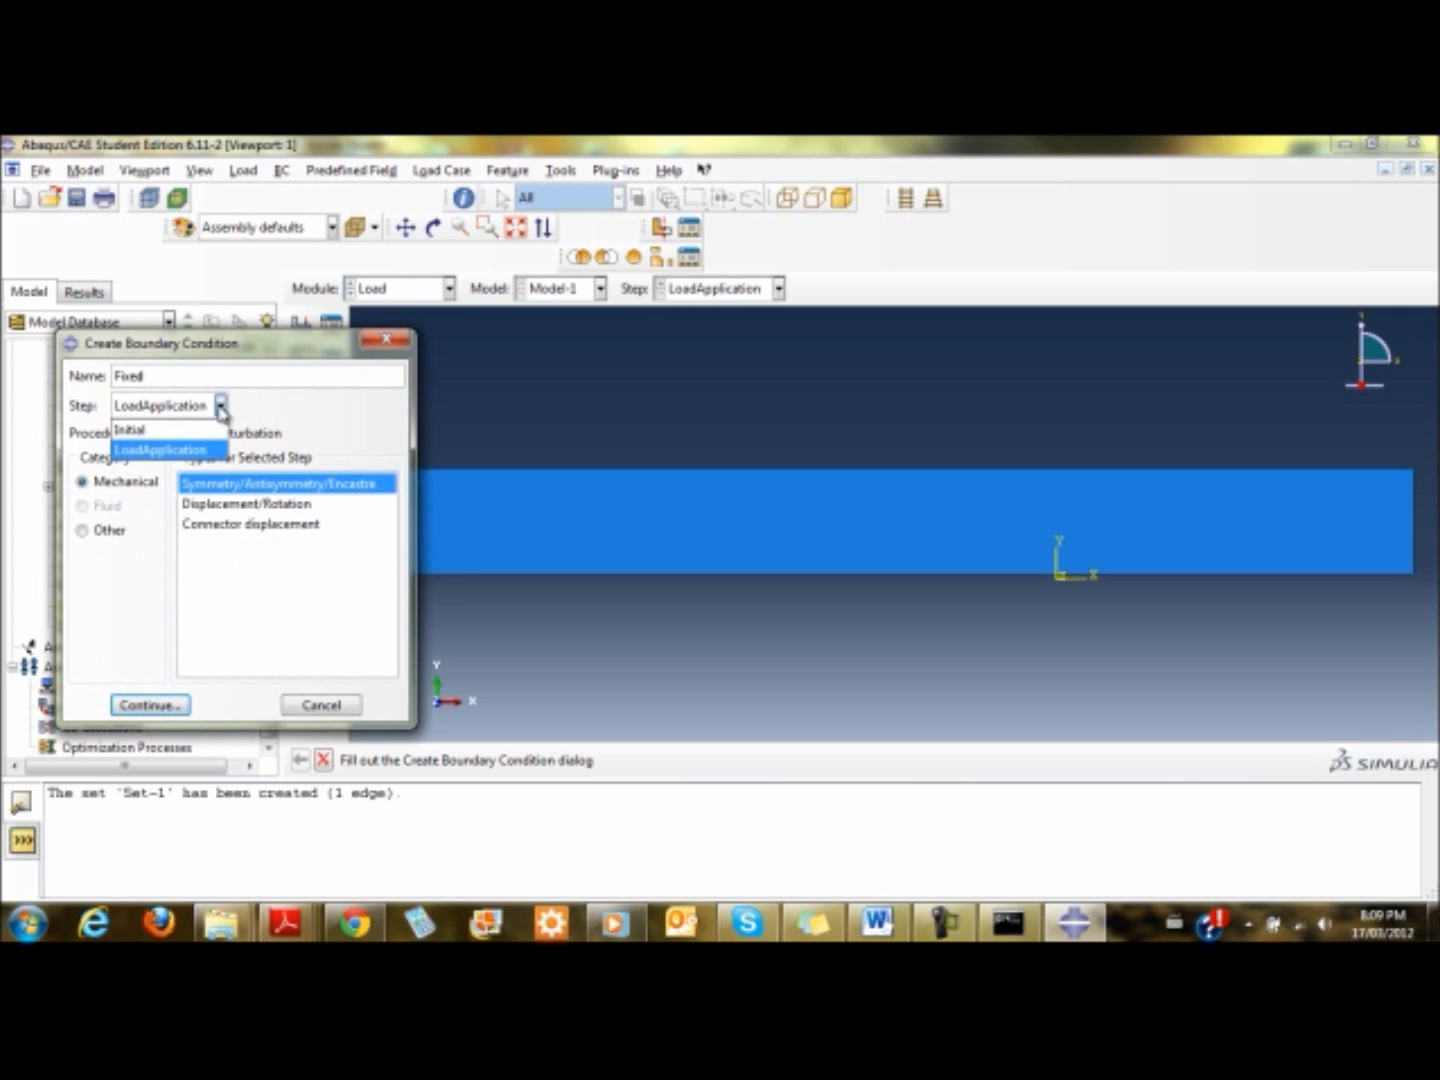 Abaqus/CAE Student Edition 6.11-2 [Viewport: 1]
File Model Viewport View Load BC Predefined Field Load Case Feature Tools Plug-ins Help
All
Assembly defaults
Model Results Module: Load Model: Model-1 Step: LoadApplication
Model Database
Create Boundary Condition
Name: Fixed
Step: LoadApplication
Initial
LoadApplication
Mechanical
Fluid
Other
Selected Step
Symmetry/Antisymmetry/Encastre
Displacement/Rotation
Connector displacement
Continue... Cancel
Y
X
Y
X
Optimization Processes
Fill out the Create Boundary Condition dialog
SIMULIA
The set 'Set-1' has been created (1 edge).
>>>
8:09 PM
17/03/2012